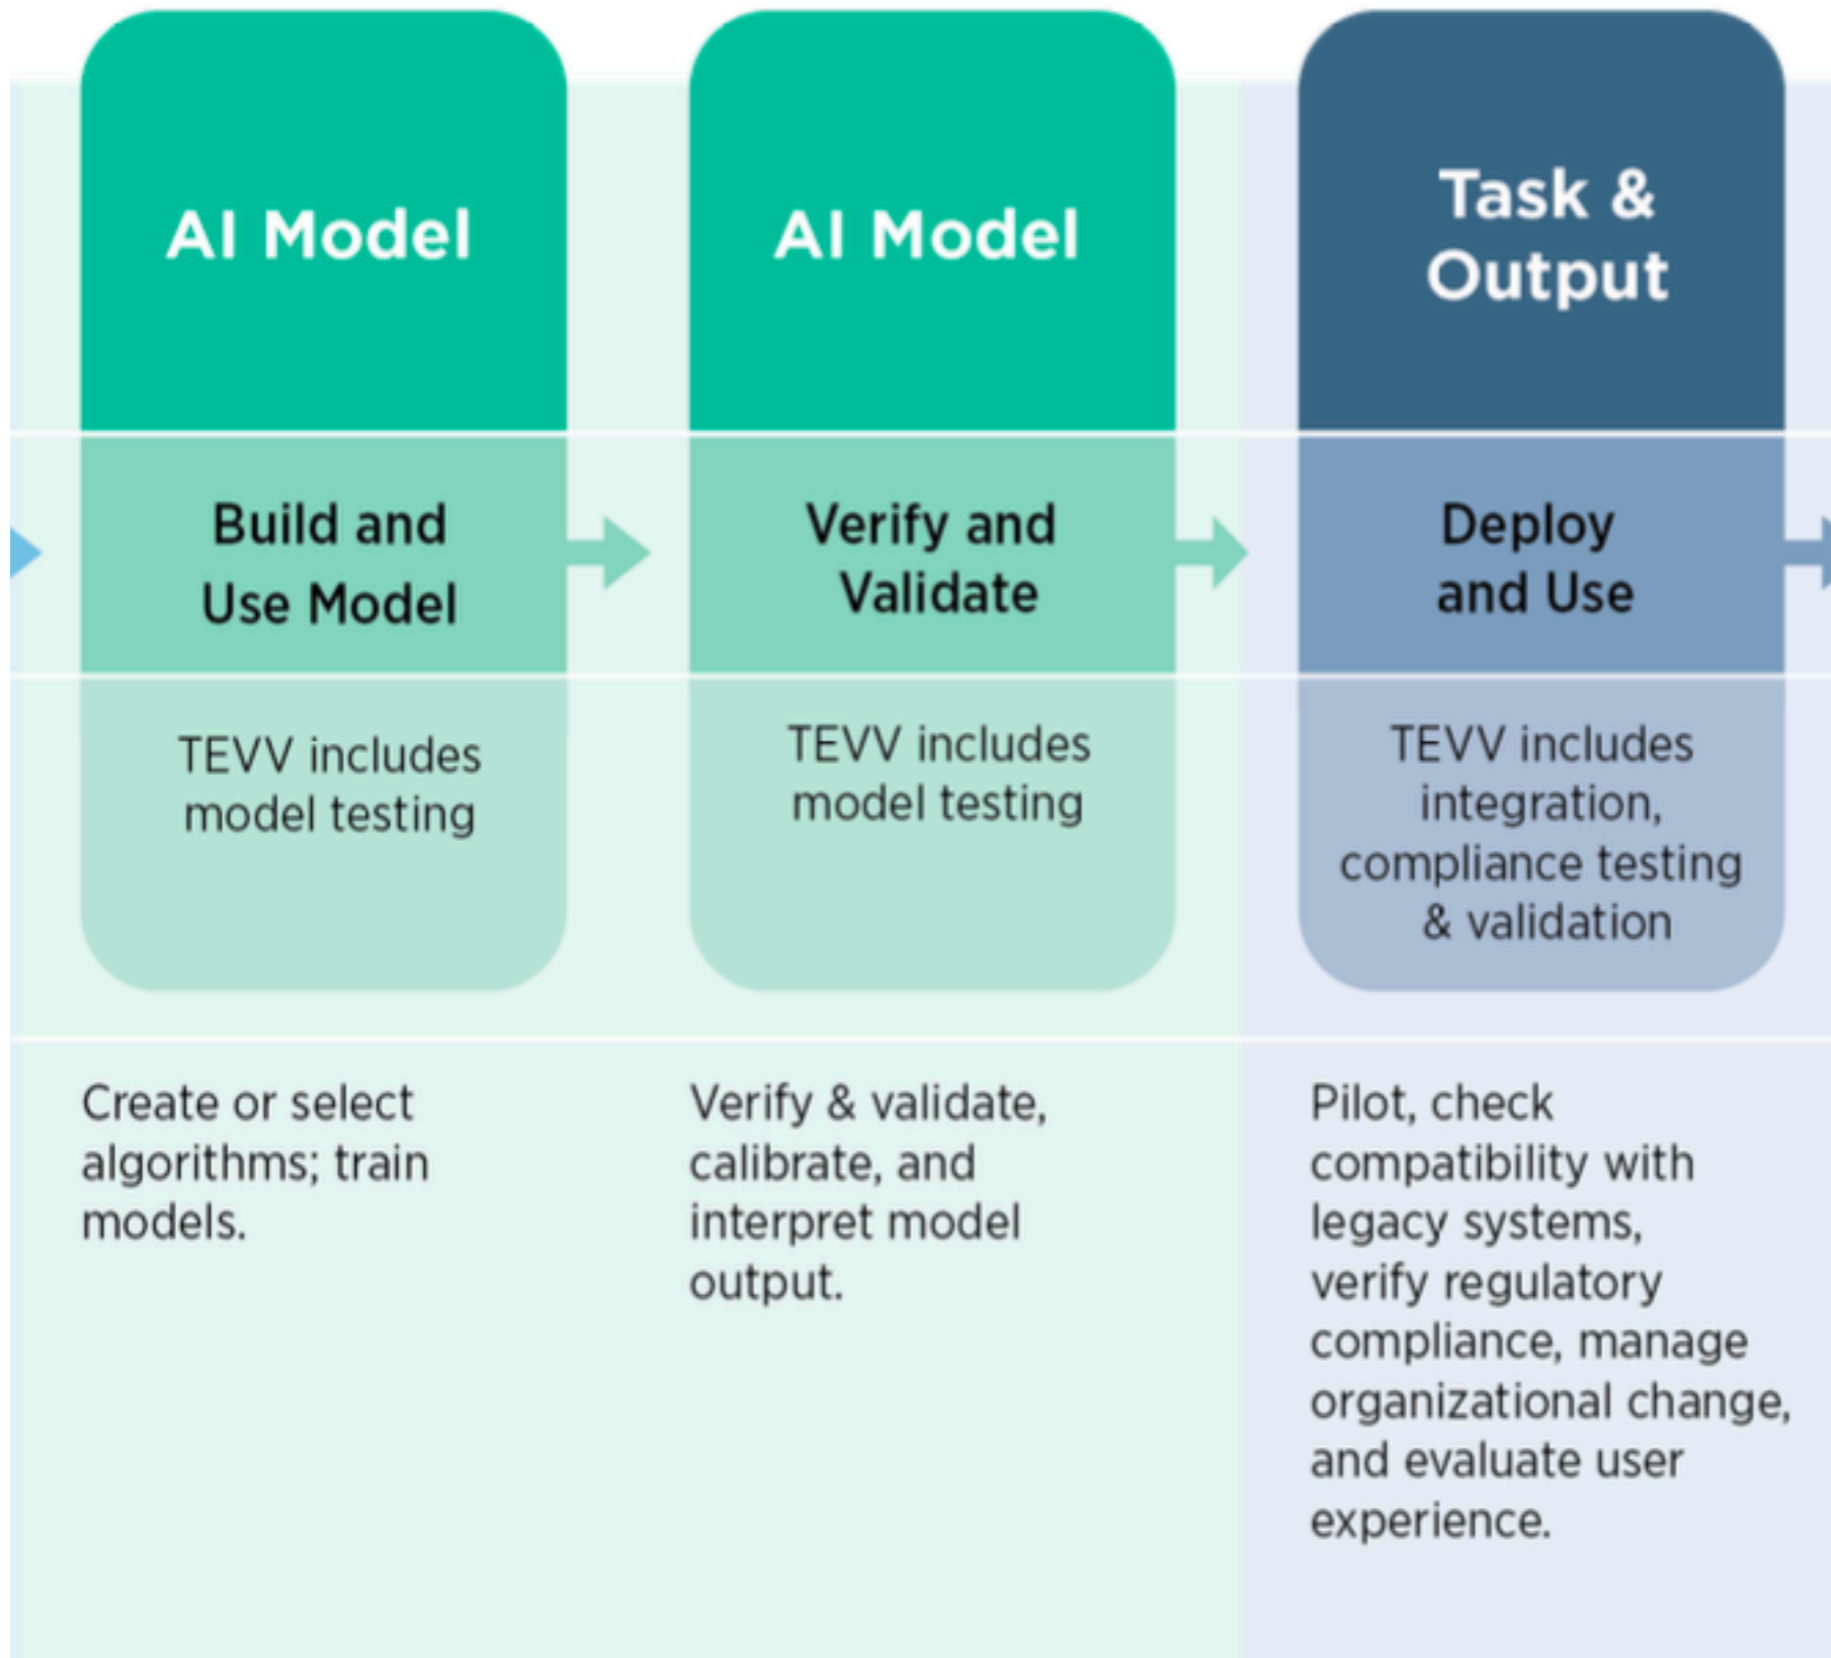 AI Model
Build and
Use Model
TEVV includes
model testing
Create or select
algorithms; train
models.
AI Model
Verify and
Validate
TEVV includes
model testing
Verify & validate,
calibrate, and
interpret model
output.
Task &
Output
Deploy
and Use
TEVV includes
integration,
compliance testing
& validation
Pilot, check
compatibility with
legacy systems,
verify regulatory
compliance, manage
organizational change,
and evaluate user
experience.